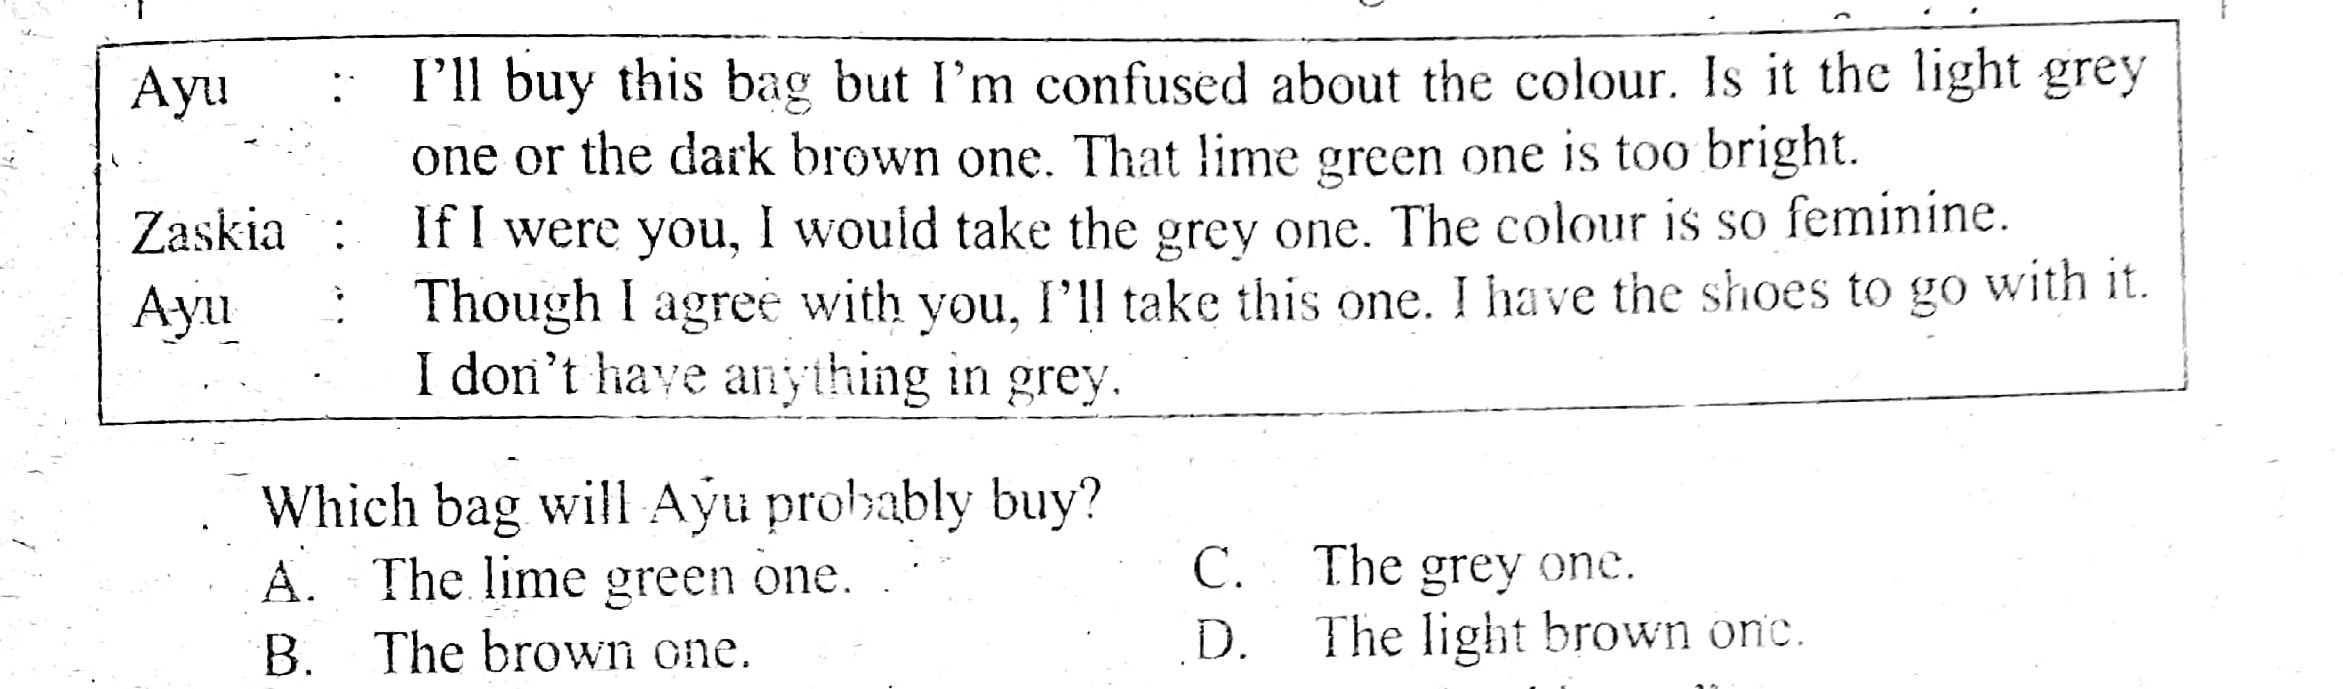 Ayu : I'll buy this bag but I'm confused about the colour. Is it the light grey
one or the dark brown one. That lime green one is too bright.
Zaskia : If I were you, I would take the grey one. The colour is so feminine.
Ayu : Though I agree with you, I'll take this one. I have the shoes to go with it.
I don't have anything in grey.
Which bag will Ayu probably buy?
A. The lime green one.
B. The brown one.
C. The grey one.
D. The light brown one.